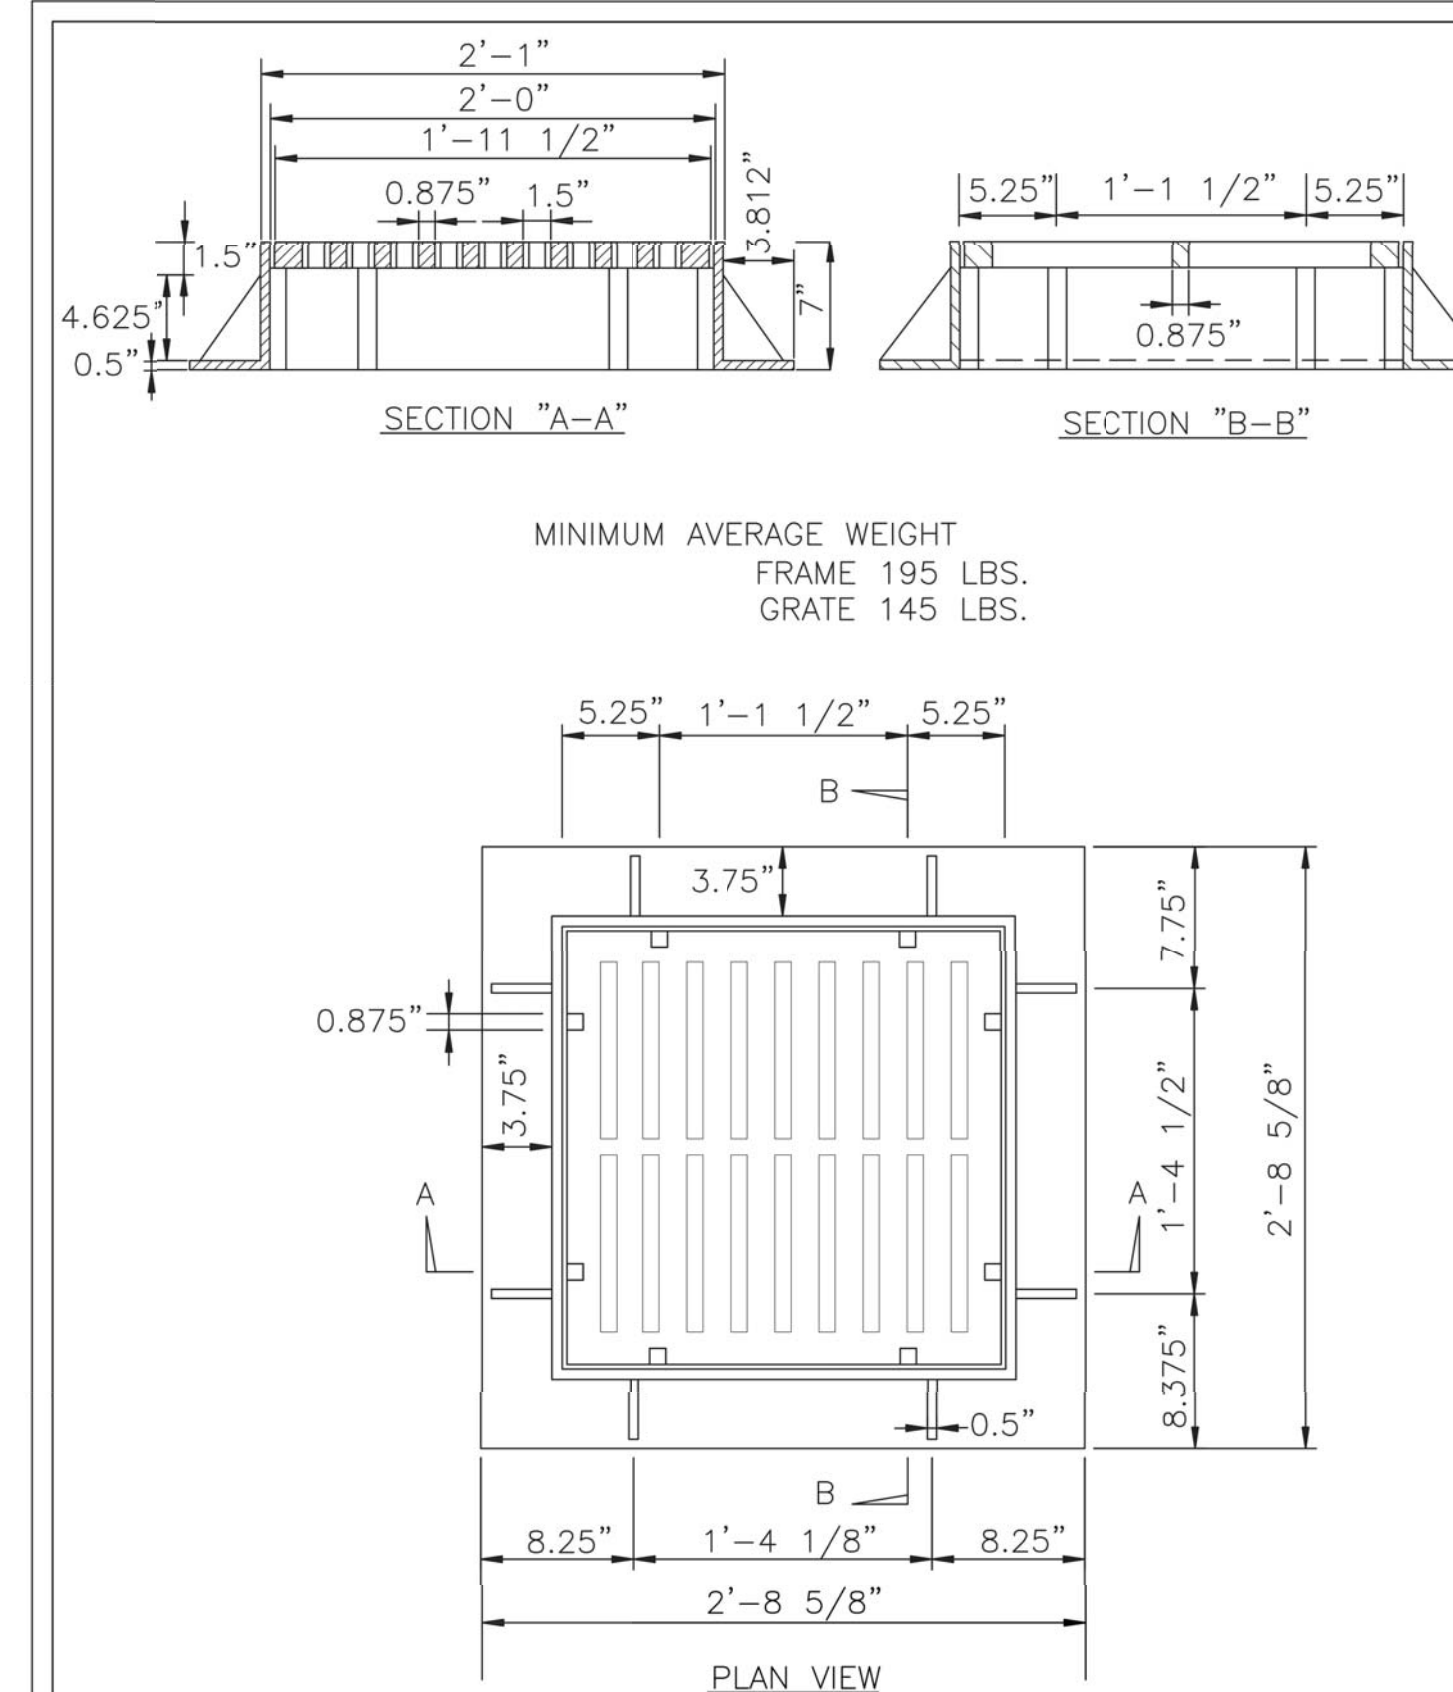 2'-1"
2'-0"
1'-11 1/2"
0.875" 1.5"
3.812"
1.5"
4.625"
0.5"
7"
SECTION "A-A"
5.25" 1'-1 1/2" 5.25"
0.875"
SECTION "B-B"
MINIMUM AVERAGE WEIGHT
FRAME 195 LBS.
GRATE 145 LBS.
5.25" 1'-1 1/2" 5.25"
B
3.75"
7.75"
0.875"
3.75"
1'-4 1/2"
2'-8 5/8"
A A
8.375"
0.5"
B
8.25" 1'-4 1/8" 8.25"
2'-8 5/8"
PLAN VIEW